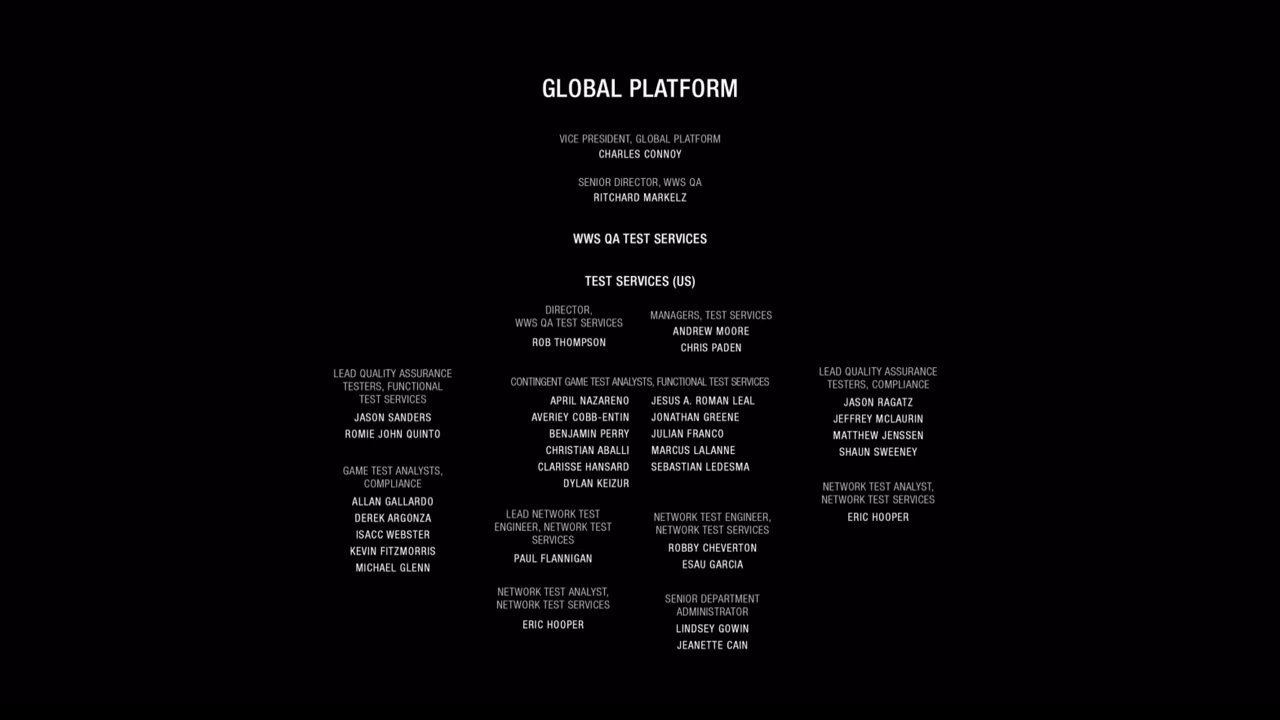 GLOBAL PLATFORM
VICE PRESIDENT, GLOBAL PLATFORM
CHARLES CONNOY
SENIOR DIRECTOR, WWS QA
RITCHARD MARKELZ
WWS QA TEST SERVICES
TEST SERVICES (US)
DIRECTOR,
WWS QA TEST SERVICES
ROB THOMPSON
MANAGERS, TEST SERVICES
ANDREW MOORE
CHRIS PADEN
LEAD QUALITY ASSURANCE
TESTERS, FUNCTIONAL
TEST SERVICES
JASON SANDERS
ROMIE JOHN QUINTO
GAME TEST ANALYSTS,
COMPLIANCE
ALLAN GALLARDO
DEREK ARGONZA
ISACC WEBSTER
KEVIN FITZMORRIS
MICHAEL GLENN
CONTINGENT GAME TEST ANALYSTS, FUNCTIONAL TEST SERVICES
APRIL NAZARENO
AVERIEY COBB-ENTIN
BENJAMIN PERRY
CHRISTIAN ABALLI
CLARISSE HANSARD
DYLAN KEIZUR
JESUS A. ROMAN LEAL
JONATHAN GREENE
JULIAN FRANCO
MARCUS LALANNE
SEBASTIAN LEDESMA
LEAD NETWORK TEST
ENGINEER, NETWORK TEST
SERVICES
PAUL FLANNIGAN
NETWORK TEST ANALYST,
NETWORK TEST SERVICES
ERIC HOOPER
NETWORK TEST ENGINEER,
NETWORK TEST SERVICES
ROBBY CHEVERTON
ESAU GARCIA
SENIOR DEPARTMENT
ADMINISTRATOR
LINDSEY GOWIN
JEANETTE CAIN
LEAD QUALITY ASSURANCE
TESTERS, COMPLIANCE
JASON RAGATZ
JEFFREY MCLAURIN
MATTHEW JENSSEN
SHAUN SWEENEY
NETWORK TEST ANALYST,
NETWORK TEST SERVICES
ERIC HOOPER